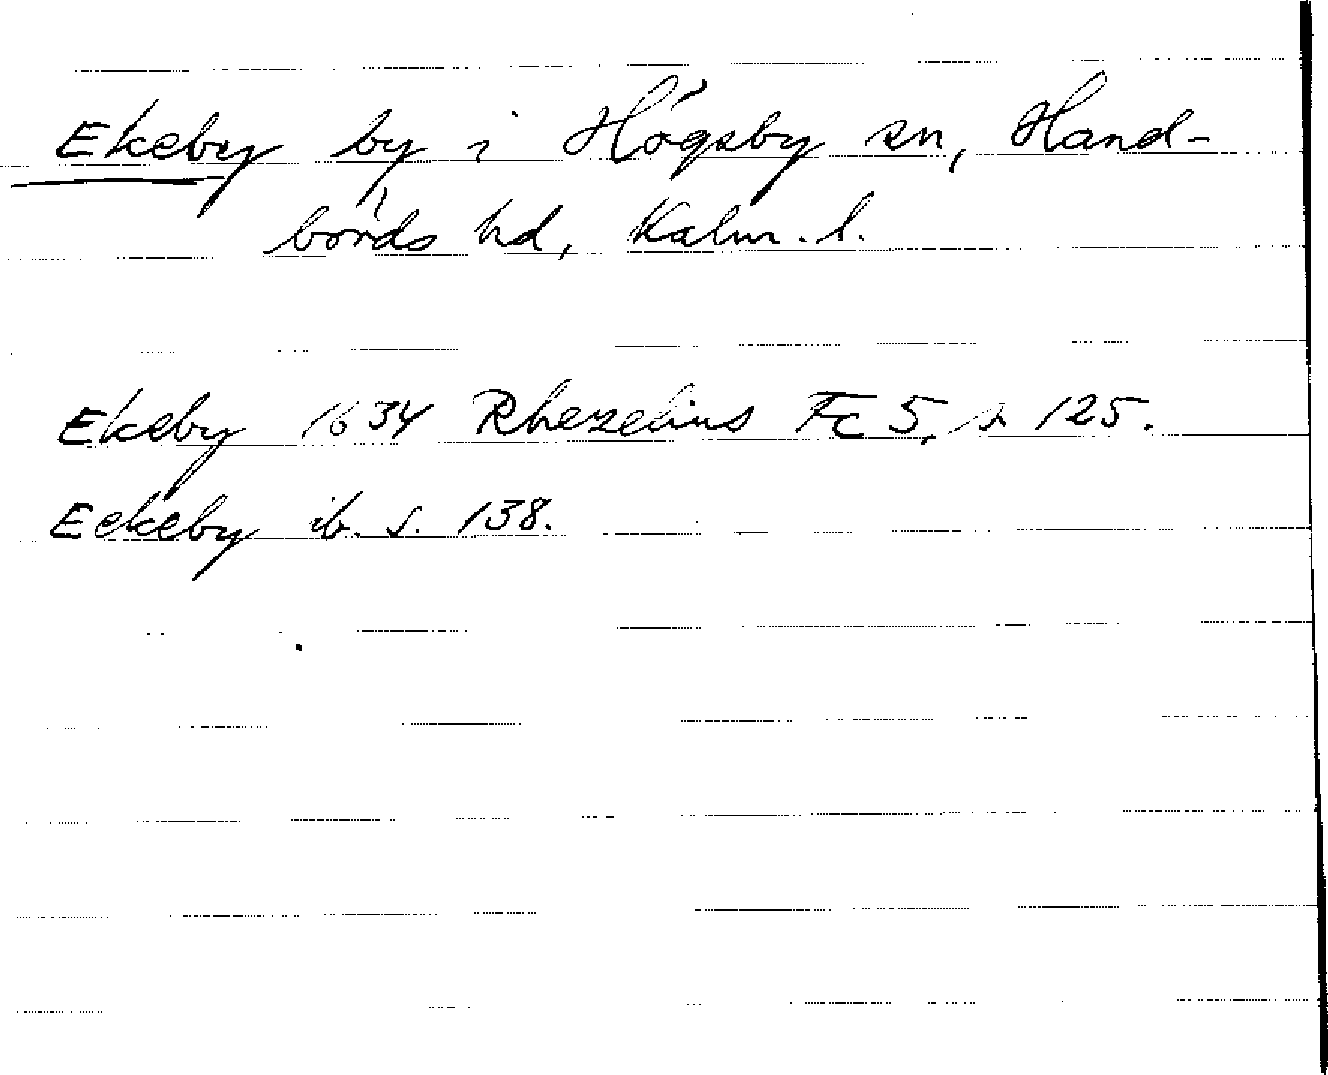 Ekeby by i Högsby sn, Hand-
börds hd, Kalm. l.
Ekeby 1634 Rhezelius Fc 5, s 125.
Eckeby ib. s. 138.